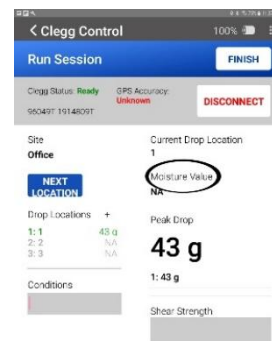 < Clegg Control
100%
Run Session
FINISH
Clegg Status: Ready
GPS Accuracy:
Unknown
96049T 1914809T
DISCONNECT
Site
Office
Current Drop Location
1
NEXT
LOCATION
Moisture Value
NA
Drop Locations +
1: 1 43 g
2: 2 NA
3: 3 NA
Peak Drop
43 g
1: 43 g
Conditions
Shear Strength